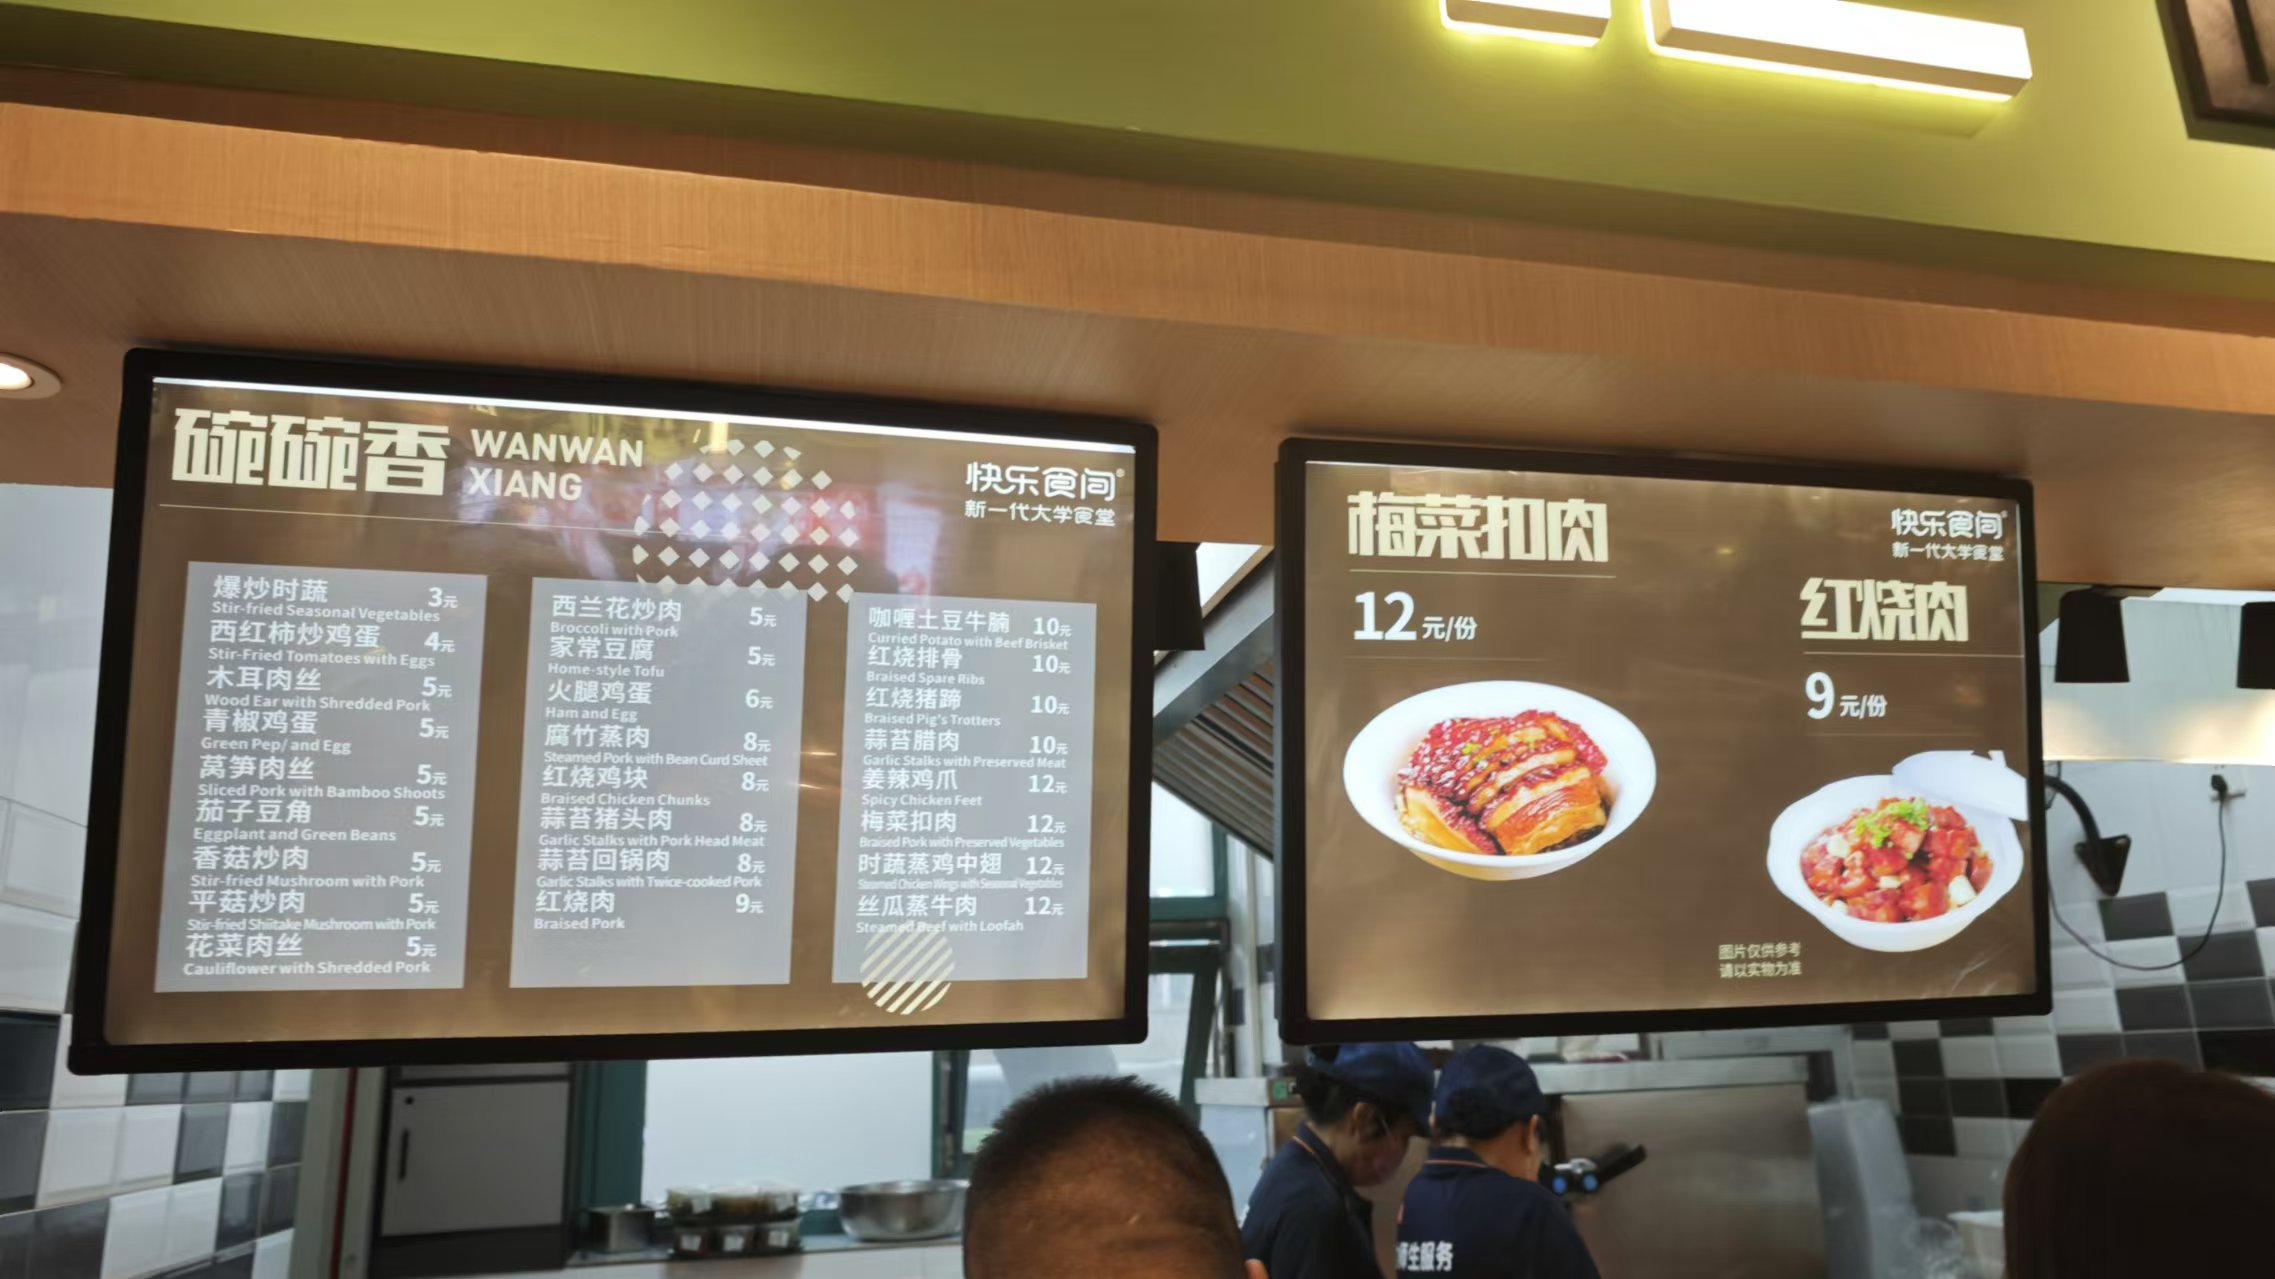 碗碗香
WANWAN
XIANG
快乐食间®
新一代大学食堂
爆炒时蔬 3元
Stir-fried Seasonal Vegetables
西红柿炒鸡蛋 4元
Stir-Fried Tomatoes with Eggs
木耳肉丝 5元
Wood Ear with Shredded Pork
青椒鸡蛋 5元
Green Pep/ and Egg
莴笋肉丝 5元
Sliced Pork with Bamboo Shoots
茄子豆角 5元
Eggplant and Green Beans
香菇炒肉 5元
Stir-fried Mushroom with Pork
平菇炒肉 5元
Stir-fried Shiitake Mushroom with Pork
花菜肉丝 5元
Cauliflower with Shredded Pork
西兰花炒肉 5元
Broccoli with Pork
家常豆腐 5元
Home-style Tofu
火腿鸡蛋 6元
Ham and Egg
腐竹蒸肉 8元
Steamed Pork with Bean Curd Sheet
红烧鸡块 8元
Braised Chicken Chunks
蒜苔猪头肉 8元
Garlic Stalks with Pork Head Meat
蒜苔回锅肉 8元
Garlic Stalks with Twice-cooked Pork
红烧肉 9元
Braised Pork
咖喱土豆牛腩 10元
Curried Potato with Beef Brisket
红烧排骨 10元
Braised Spare Ribs
红烧猪蹄 10元
Braised Pig's Trotters
蒜苔腊肉 10元
Garlic Stalks with Preserved Meat
姜辣鸡爪 12元
Spicy Chicken Feet
梅菜扣肉 12元
Braised Pork with Preserved Vegetables
时蔬蒸鸡中翅 12元
Steamed Chicken Wings with Seasonal Vegetables
丝瓜蒸牛肉 12元
Steamed Beef with Loofah
梅菜扣肉
12元/份
快乐食间®
新一代大学食堂
红烧肉
9元/份
图片仅供参考
请以实物为准
师生服务